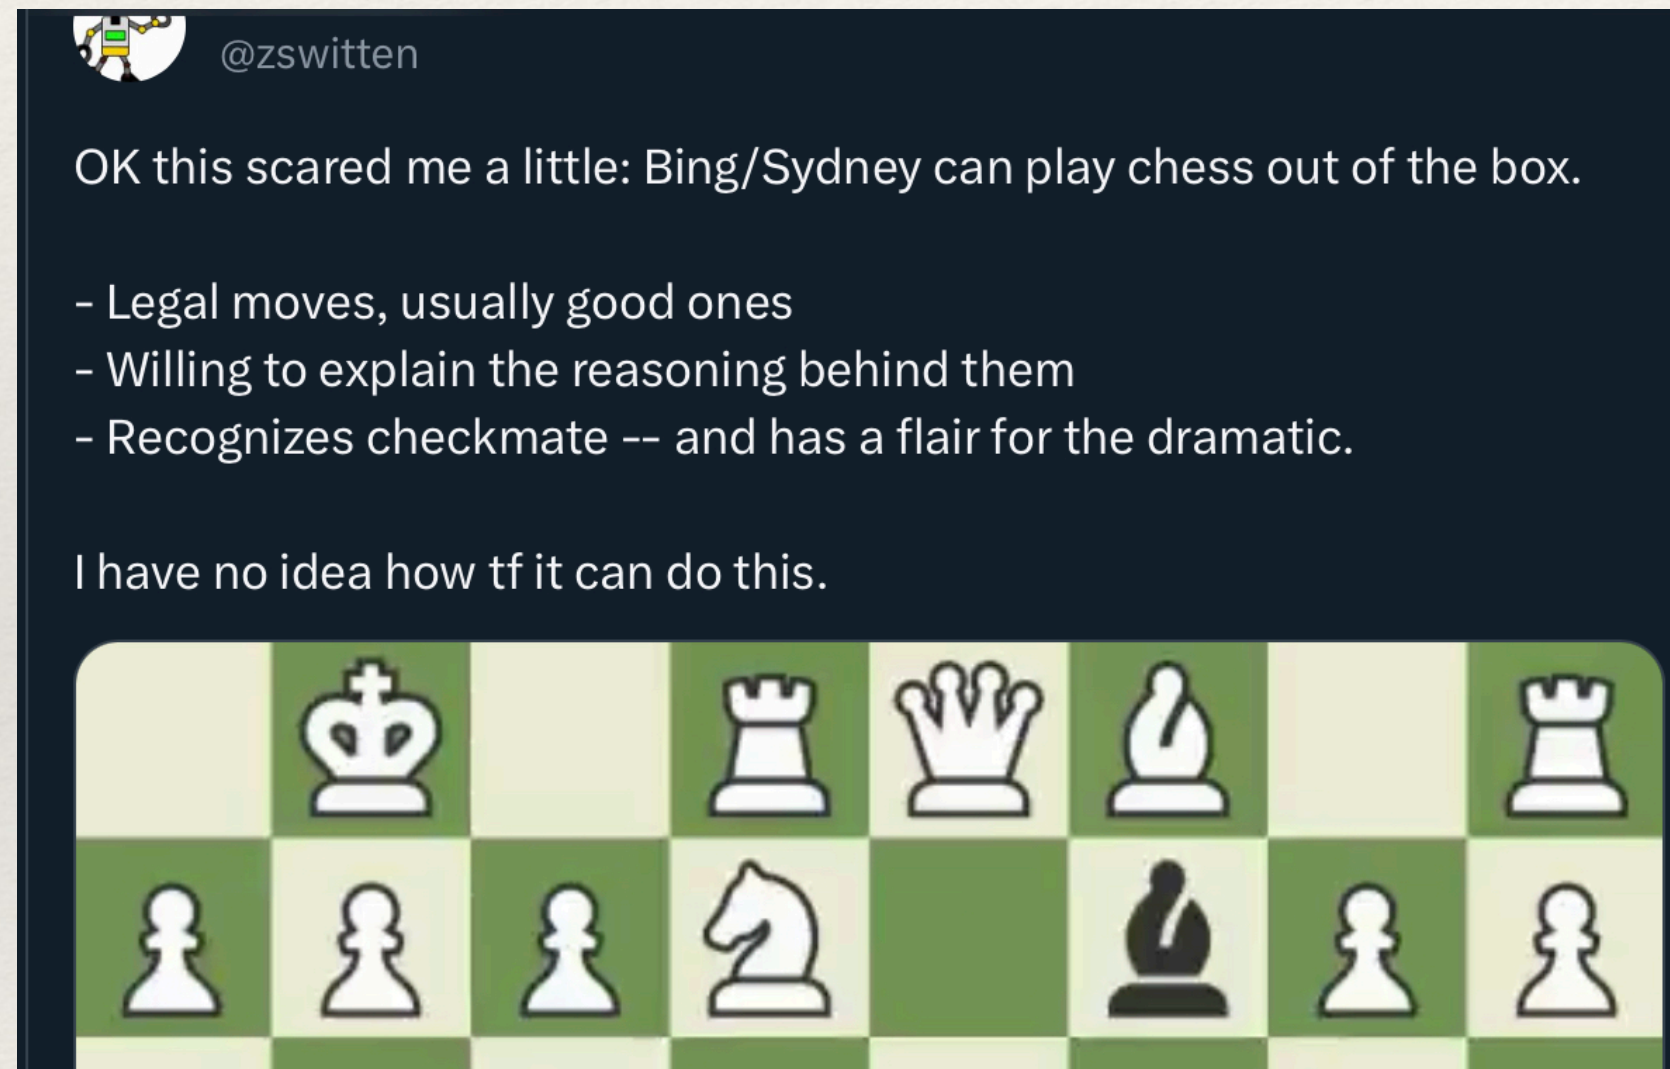 @zswitten
OK this scared me a little: Bing/Sydney can play chess out of the box.
- Legal moves, usually good ones
- Willing to explain the reasoning behind them
- Recognizes checkmate -- and has a flair for the dramatic.
I have no idea how tf it can do this.